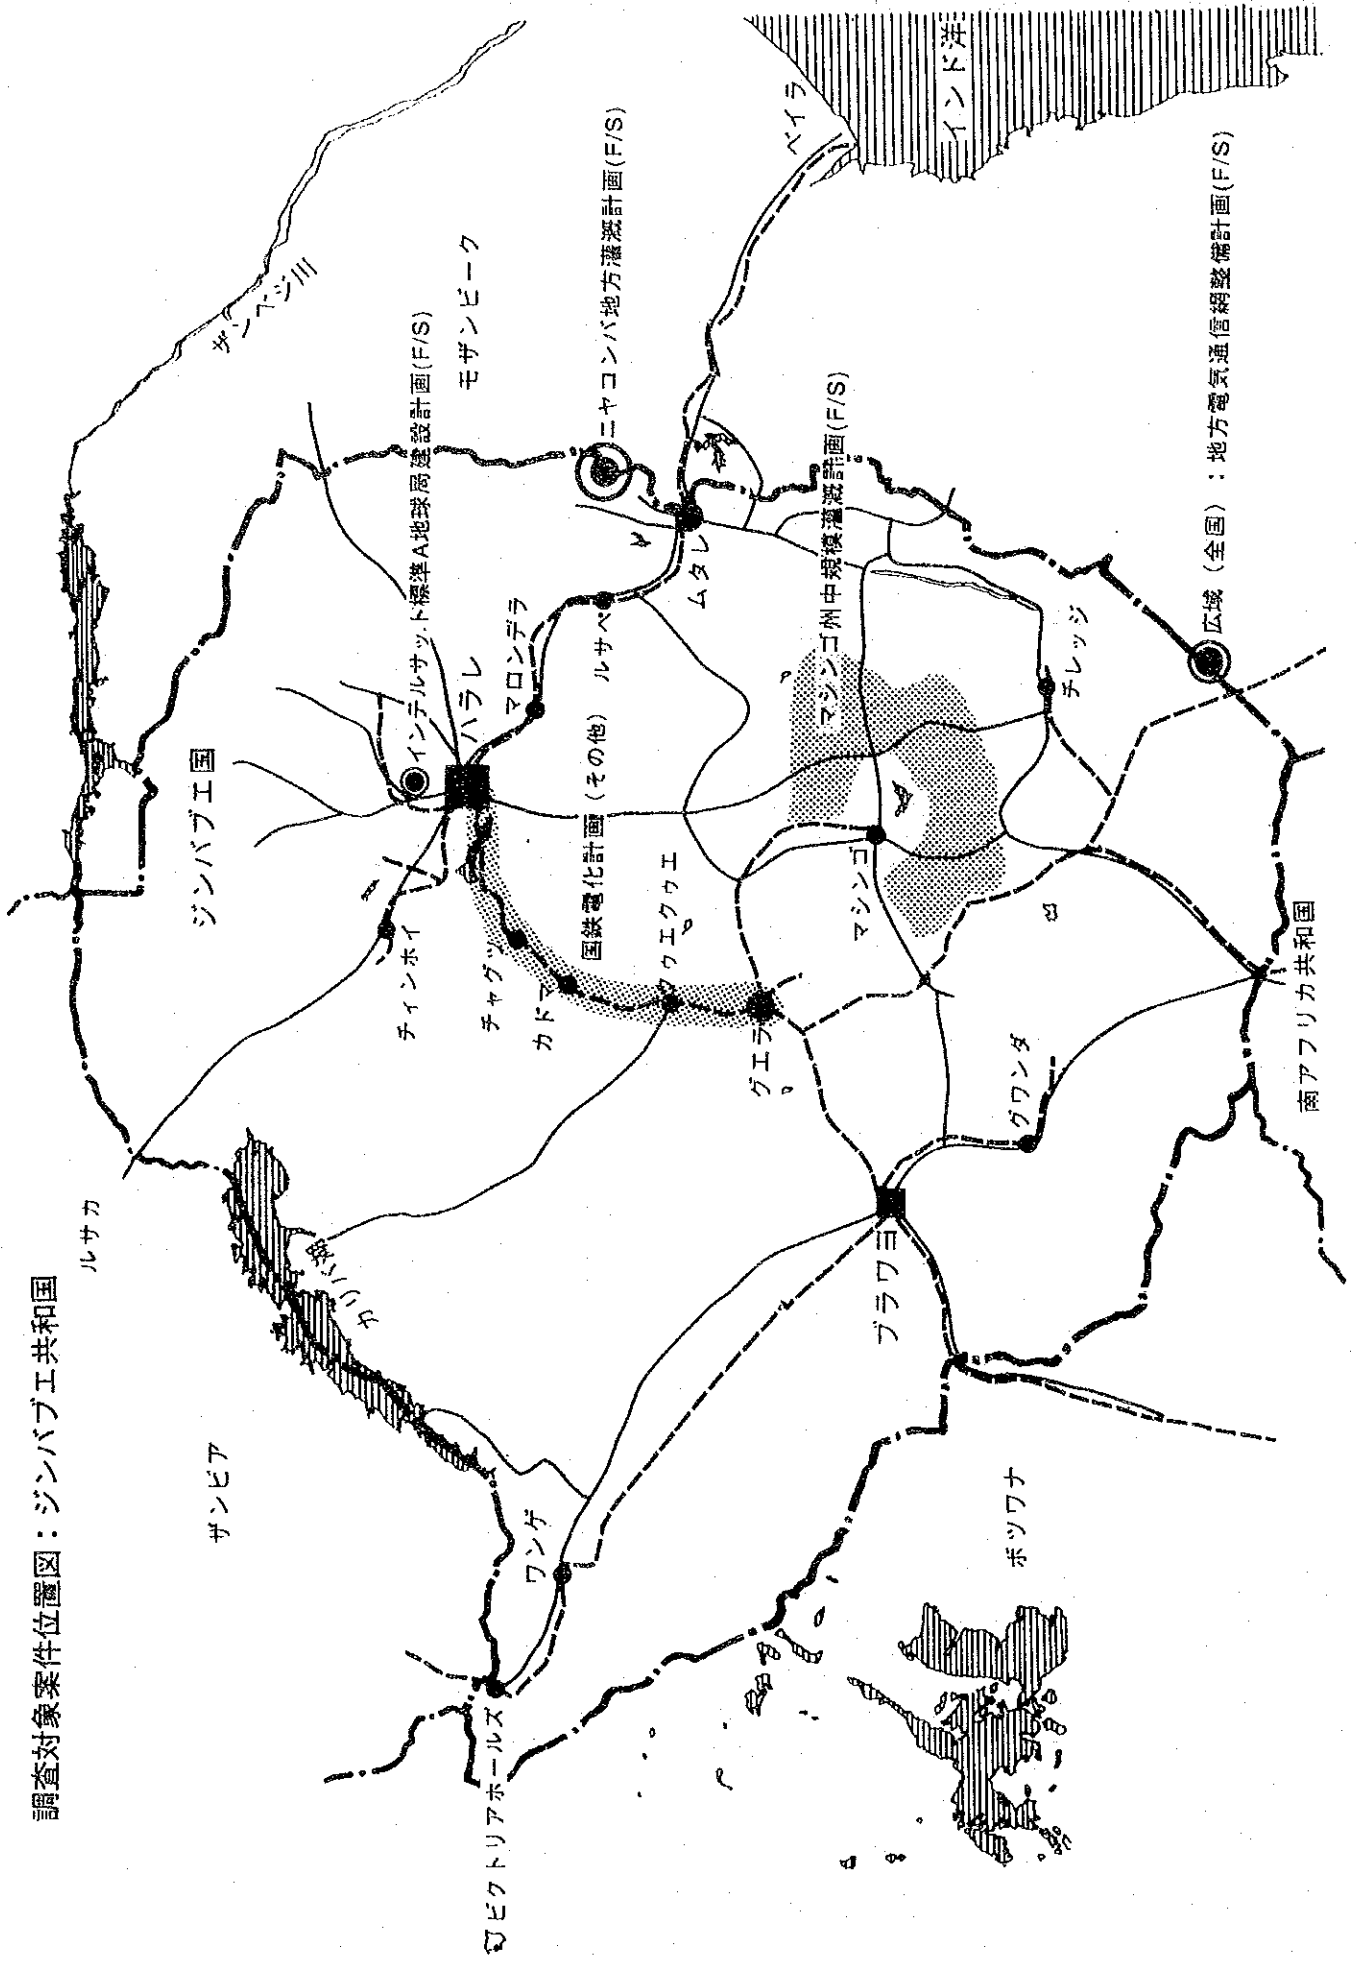 調査対象案件位置図：ジンバブエ共和国
ルサカ
ザンビア
カリバ湖
ジンバブエ国
ザンベジ川
チィンホイ
ハラレ
インテルサット標準A地球局建設計画(F/S)
モザンビーク
ビクトリアホールズ
ワンゲ
チャグッ
カドマ
マロンデラ
国鉄電化計画（その他）
ルサペ
ニヤコンバ地方灌漑計画(F/S)
クゥエクゥエ
ムタレ
ベイラ
グエラ
マシンゴ
マシンゴ州中規模灌漑計画(F/S)
インド洋
ブラワヨ
グワンダ
チレッジ
ボツワナ
広域（全国）：地方電気通信網整備計画(F/S)
南アフリカ共和国